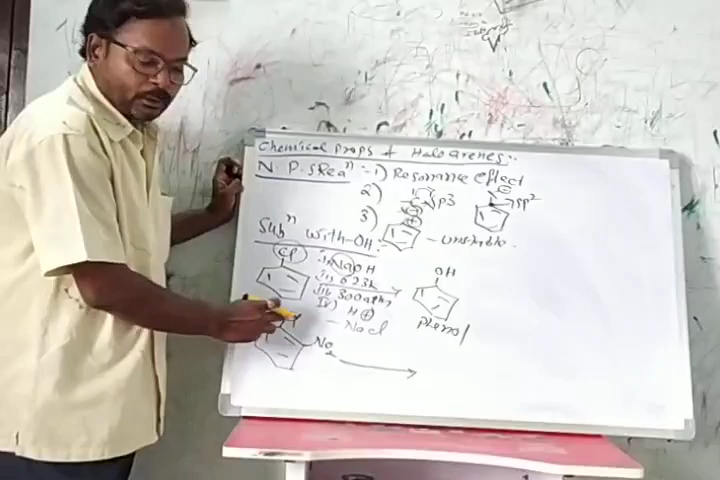 Chemical props of Haloarenes:-
N.P.S Reaⁿ :- 1) Resonance effect
2) sp3 sp²
3) ⊕ - unstable.
Subⁿ with -OH:-
Cl i) NaOH
ii) 623k OH
iii) 300atm
iv) H⊕ phenol
- NaCl
No₂